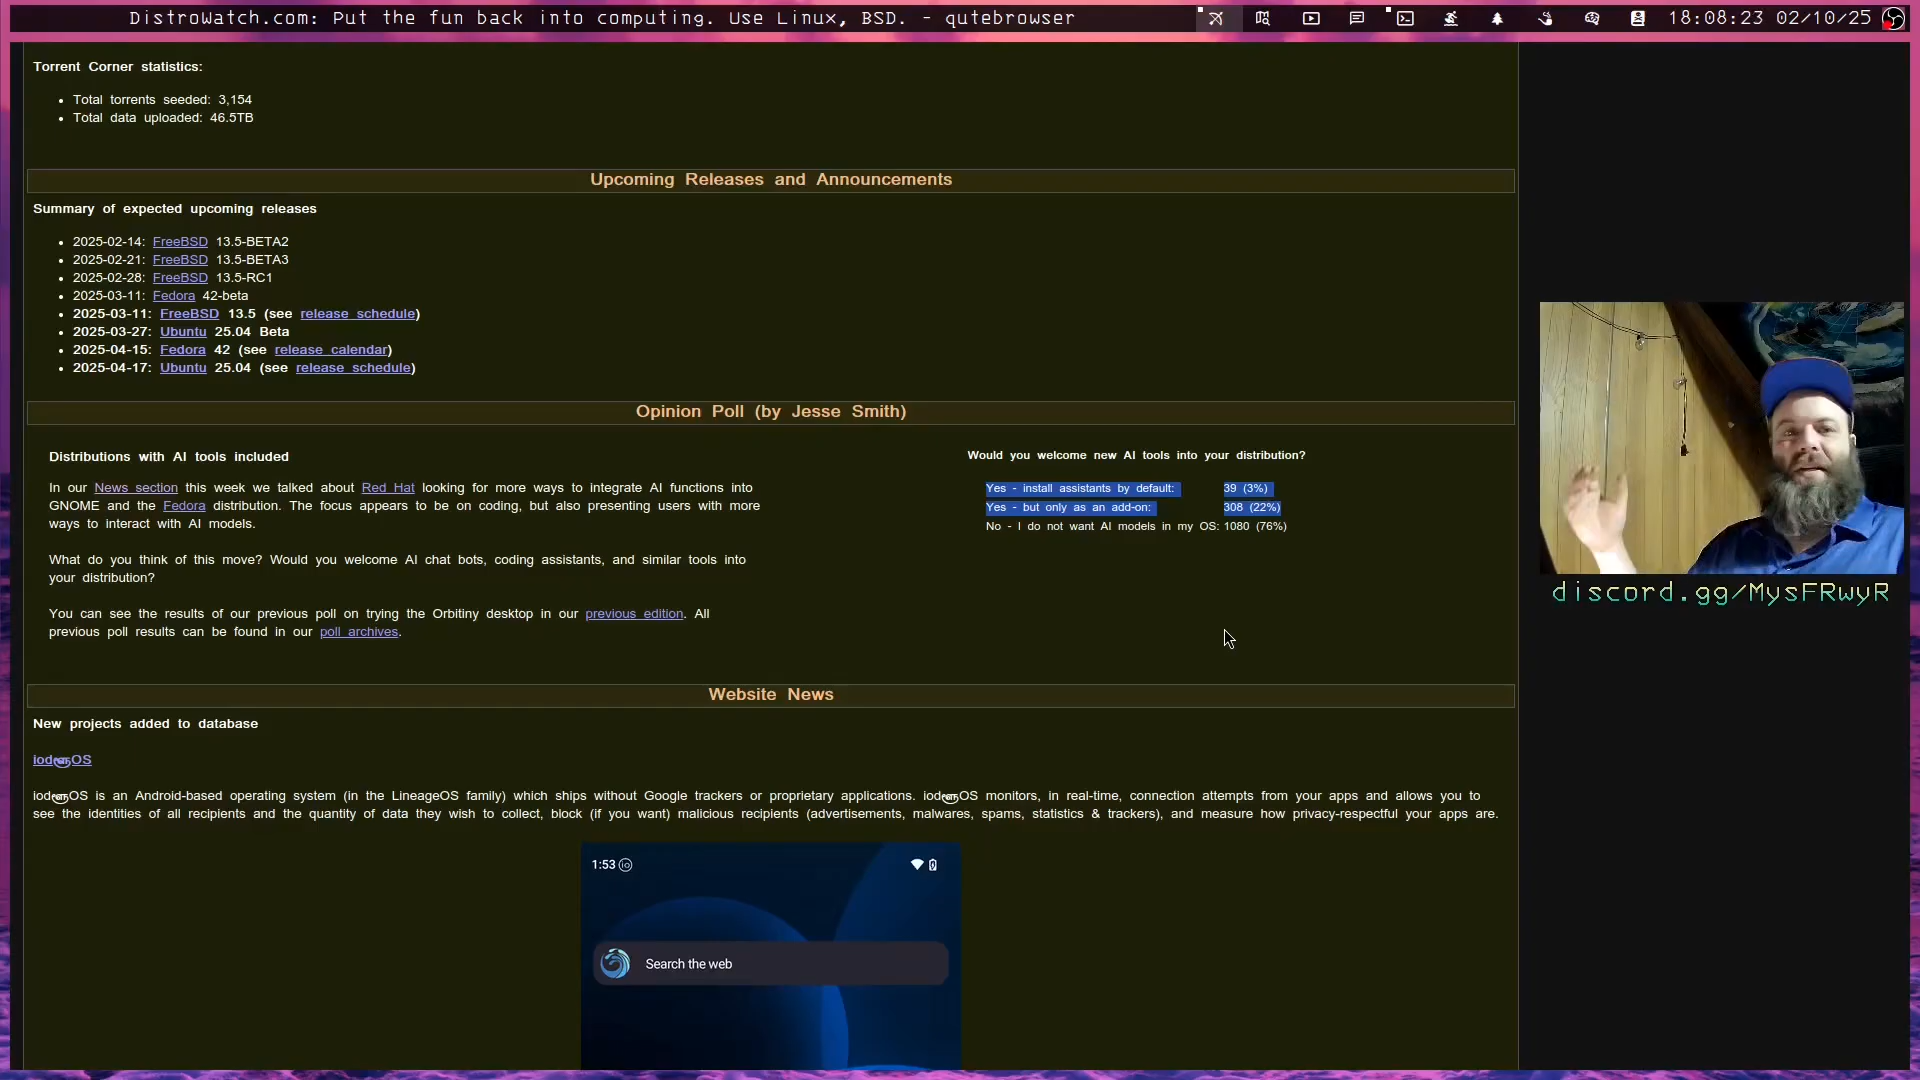 DistroWatch.com: Put the fun back into computing. Use Linux, BSD. - qutebrowser
18:08:23 02/10/25
Torrent Corner statistics:
• Total torrents seeded: 3,154
• Total data uploaded: 46.5TB
Upcoming Releases and Announcements
Summary of expected upcoming releases
• 2025-02-14: FreeBSD 13.5-BETA2
• 2025-02-21: FreeBSD 13.5-BETA3
• 2025-02-28: FreeBSD 13.5-RC1
• 2025-03-11: Fedora 42-beta
• 2025-03-11: FreeBSD 13.5 (see release schedule)
• 2025-03-27: Ubuntu 25.04 Beta
• 2025-04-15: Fedora 42 (see release calendar)
• 2025-04-17: Ubuntu 25.04 (see release schedule)
Opinion Poll (by Jesse Smith)
Distributions with AI tools included
In our News section this week we talked about Red Hat looking for more ways to integrate AI functions into
GNOME and the Fedora distribution. The focus appears to be on coding, but also presenting users with more
ways to interact with AI models.
What do you think of this move? Would you welcome AI chat bots, coding assistants, and similar tools into
your distribution?
You can see the results of our previous poll on trying the Orbitiny desktop in our previous edition. All
previous poll results can be found in our poll archives.
Would you welcome new AI tools into your distribution?
Yes - install assistants by default: 39 (3%)
Yes - but only as an add-on: 308 (22%)
No - I do not want AI models in my OS: 1080 (76%)
discord.gg/MysFRwyR
Website News
New projects added to database
is an Android-based operating system (in the LineageOS family) which ships without Google trackers or proprietary applications. monitors, in real-time, connection attempts from your apps and allows you to
see the identities of all recipients and the quantity of data they wish to collect, block (if you want) malicious recipients (advertisements, malwares, spams, statistics & trackers), and measure how privacy-respectful your apps are.
1:53
Search the web